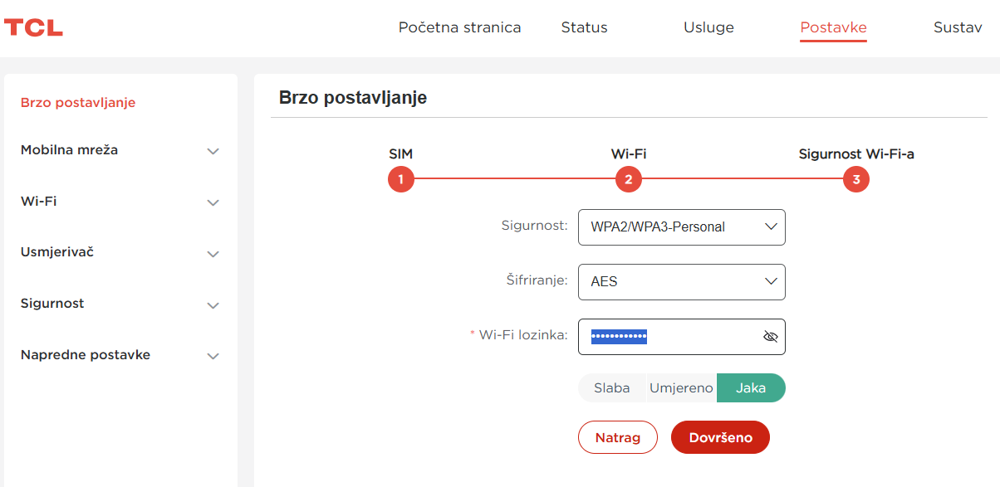 TCL
Početna stranica Status Usluge Postavke Sustav
Brzo postavljanje
Mobilna mreža
Wi-Fi
Usmjerivač
Sigurnost
Napredne postavke
Brzo postavljanje
SIM Wi-Fi Sigurnost Wi-Fi-a
1 2 3
Sigurnost: WPA2/WPA3-Personal
Šifriranje: AES
* Wi-Fi lozinka: ••••••••••••
Slaba Umjereno Jaka
Natrag Dovršeno